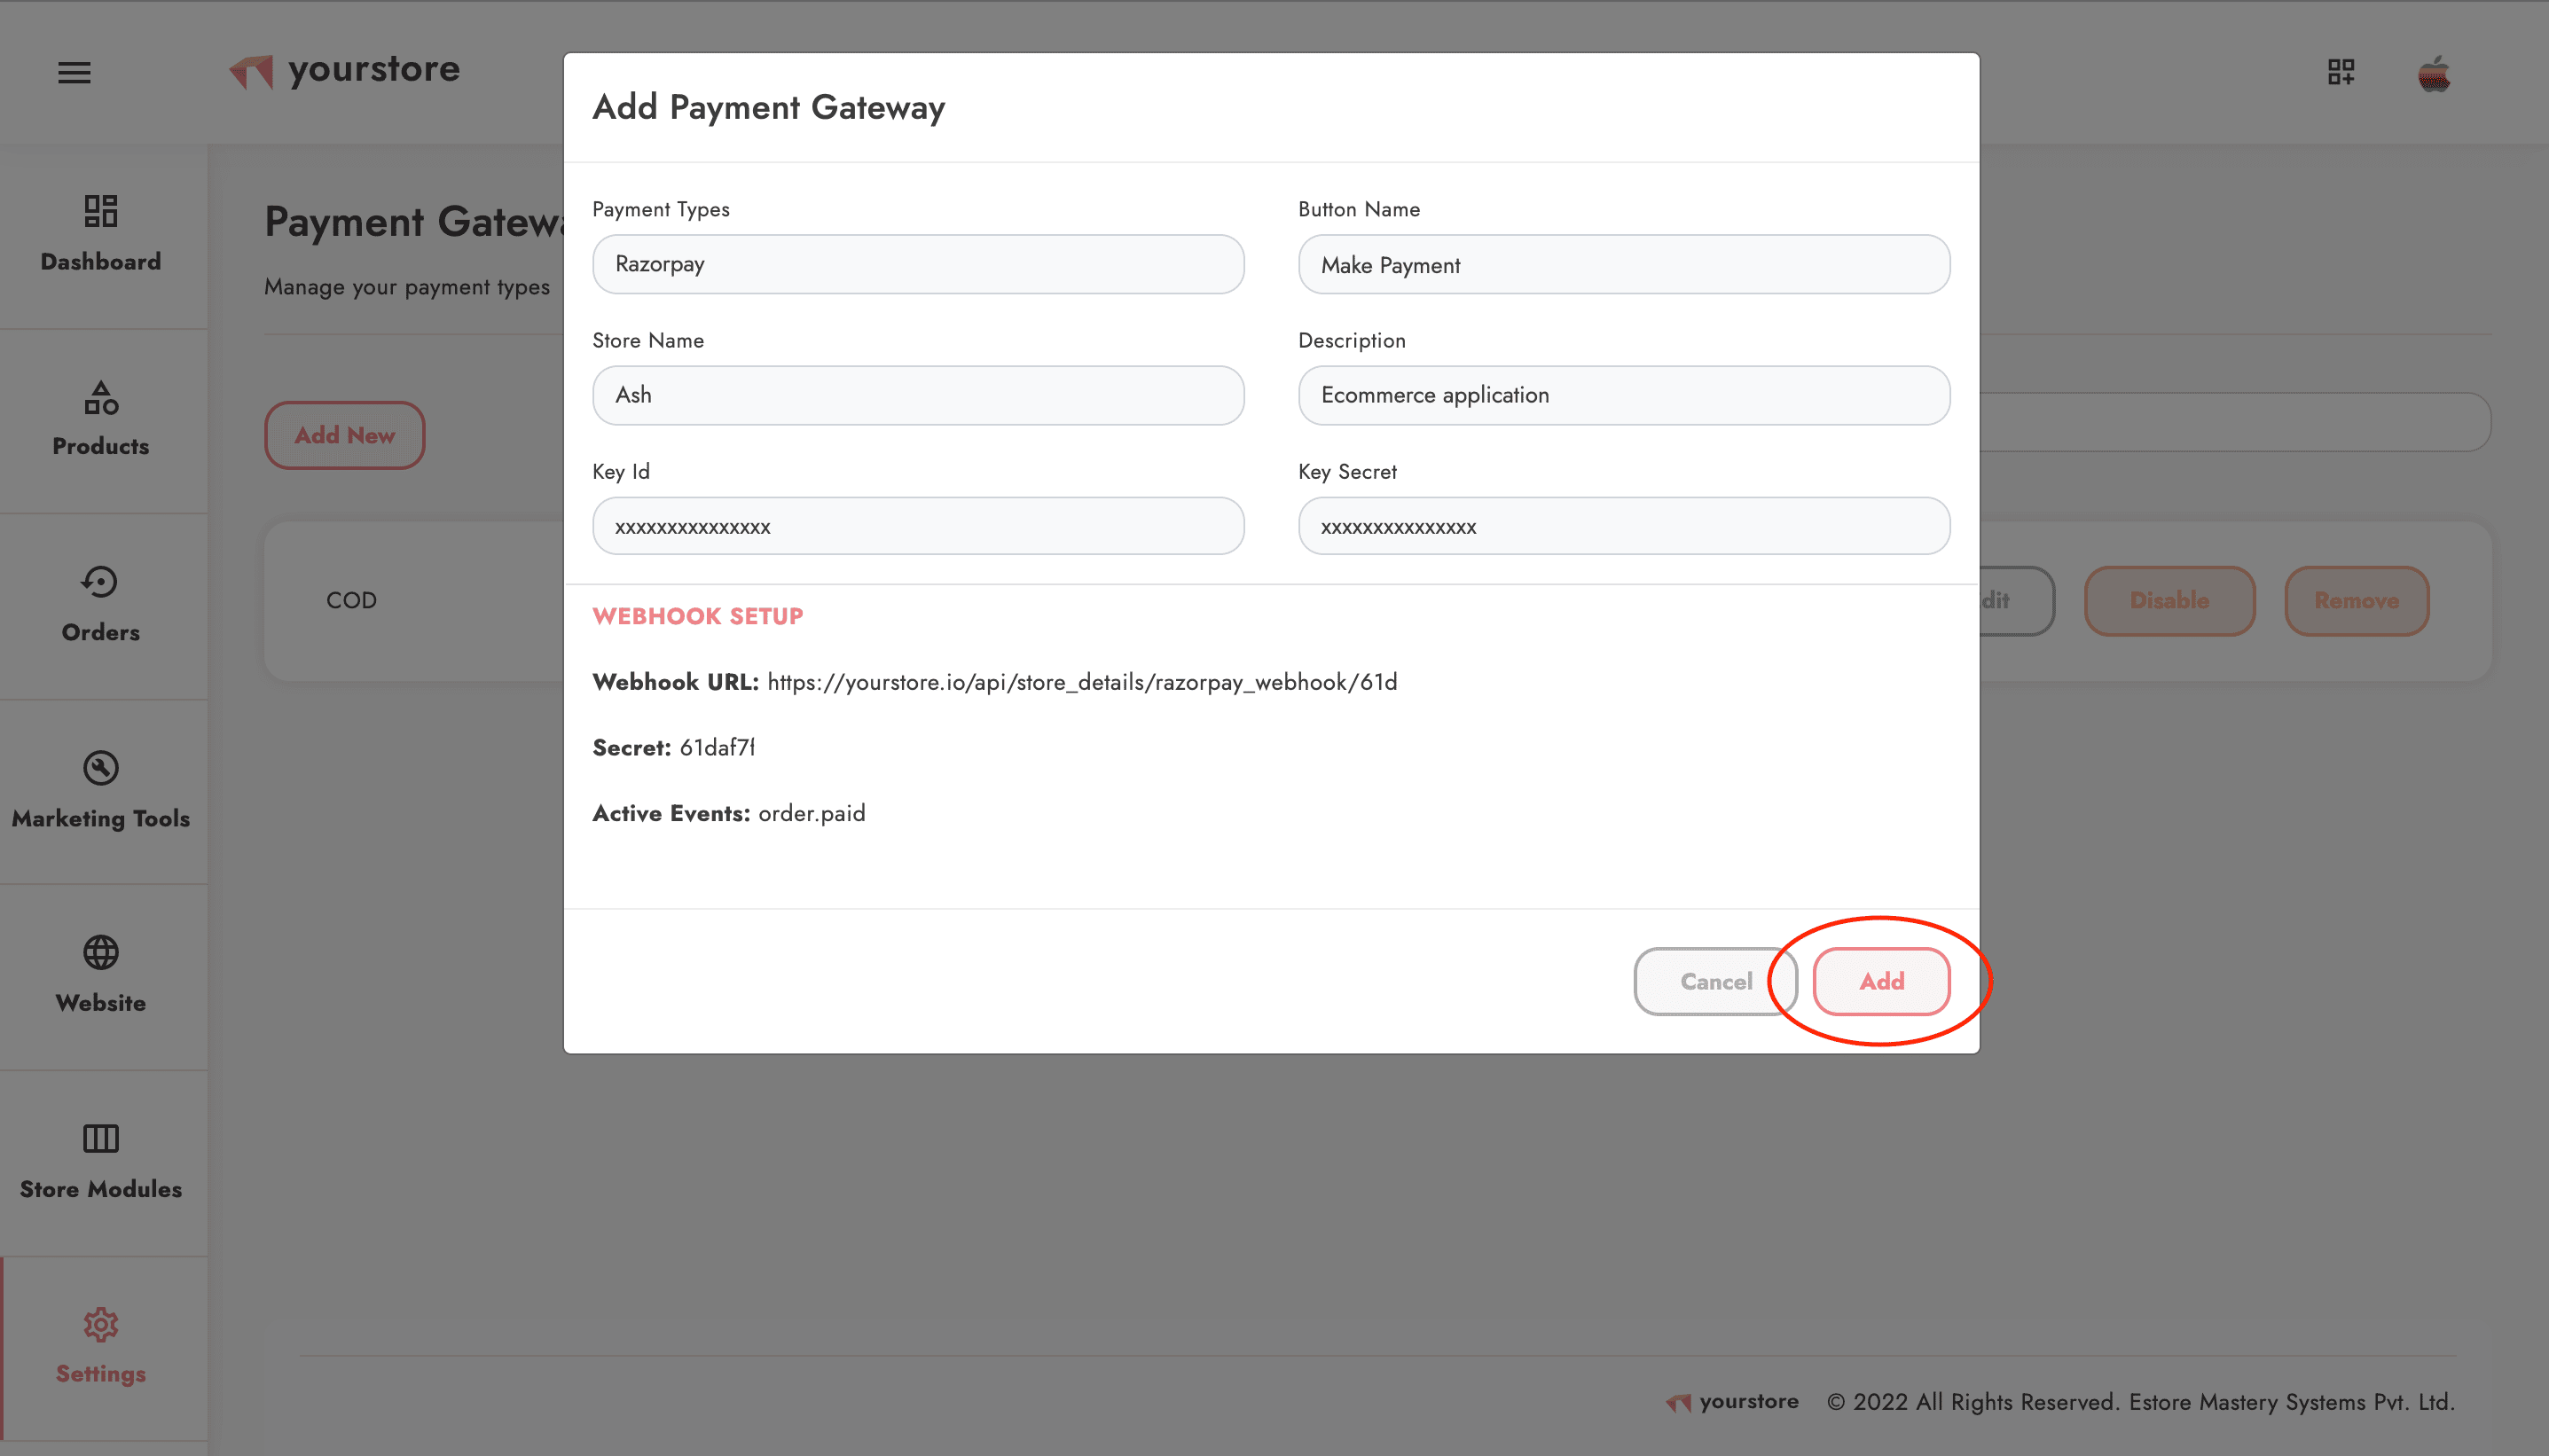 yourstore
Add Payment Gateway
Dashboard
Products
Orders
Marketing Tools
Website
Store Modules
Settings
Payment
Manage your payment types
Add New
COD
Payment Types
Button Name
Razorpay
Make Payment
Store Name
Description
Ash
Ecommerce application
Key Id
Key Secret
xxxxxxxxxxxxxxx
xxxxxxxxxxxxxxx
WEBHOOK SETUP
Webhook URL: https://yourstore.io/api/store_details/razorpay_webhook/61d
Secret: 61daf7f
Active Events: order.paid
Cancel
Add
Disable
Remove
yourstore © 2022 All Rights Reserved. Estore Mastery Systems Pvt. Ltd.